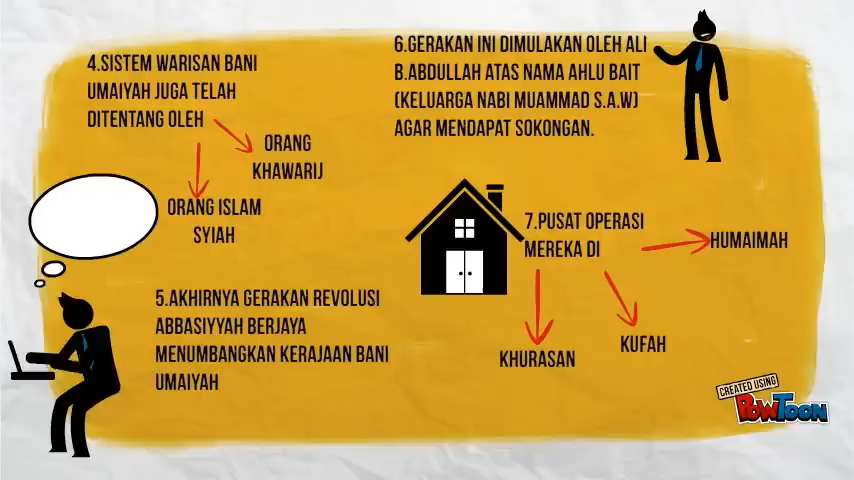 4.SISTEM WARISAN BANI
UMAIYAH JUGA TELAH
DITENTANG OLEH
ORANG
KHAWARIJ
ORANG ISLAM
SYIAH
5.AKHIRNYA GERAKAN REVOLUSI
ABBASIYYAH BERJAYA
MENUMBANGKAN KERAJAAN BANI
UMAIYAH
6.GERAKAN INI DIMULAKAN OLEH ALI
B.ABDULLAH ATAS NAMA AHLU BAIT
(KELUARGA NABI MUAMMAD S.A.W)
AGAR MENDAPAT SOKONGAN.
7.PUSAT OPERASI
MEREKA DI
HUMAIMAH
KUFAH
KHURASAN
CREATED USING
POWTOON